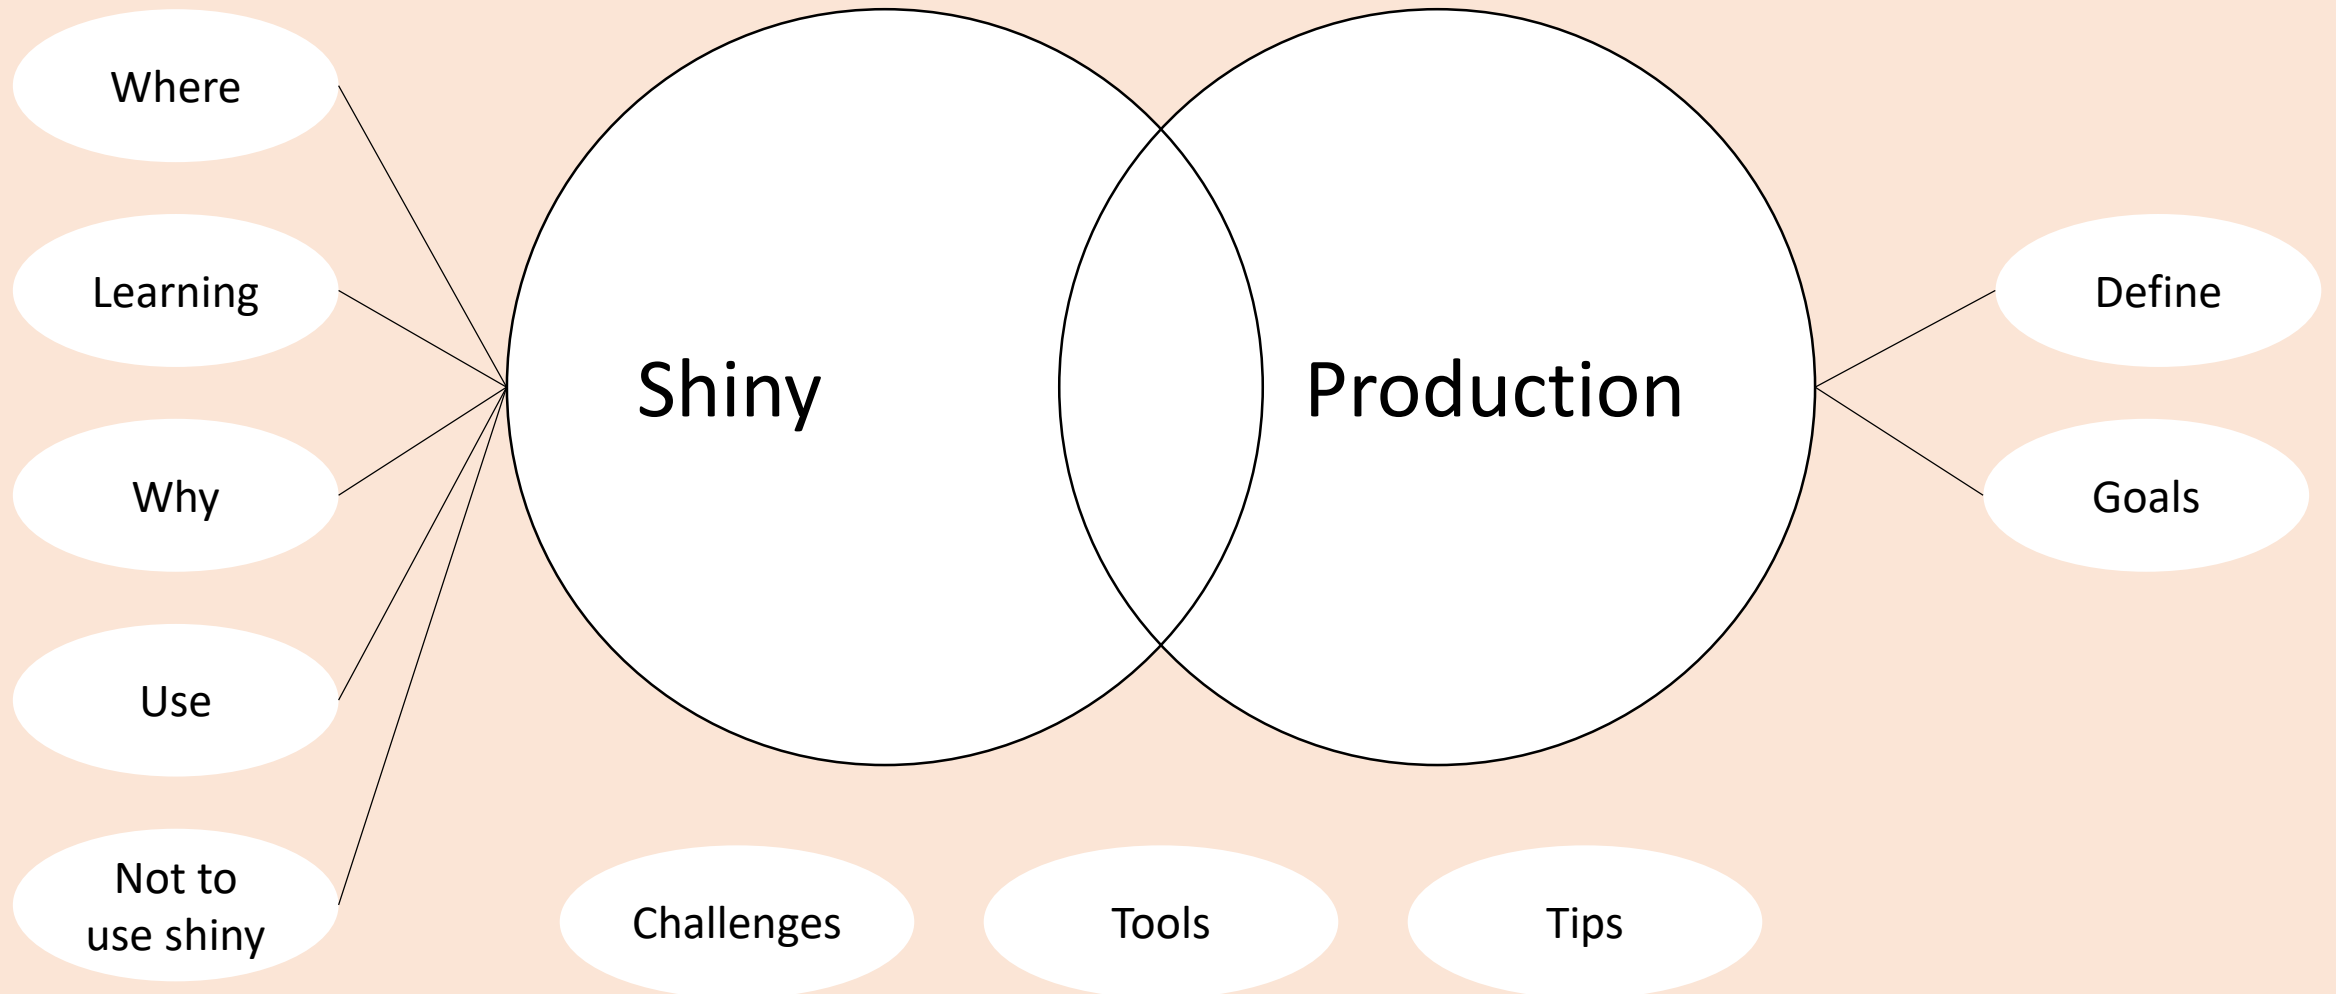 Where
Learning
Why
Use
Not to
use shiny
Shiny
Production
Define
Goals
Challenges
Tools
Tips